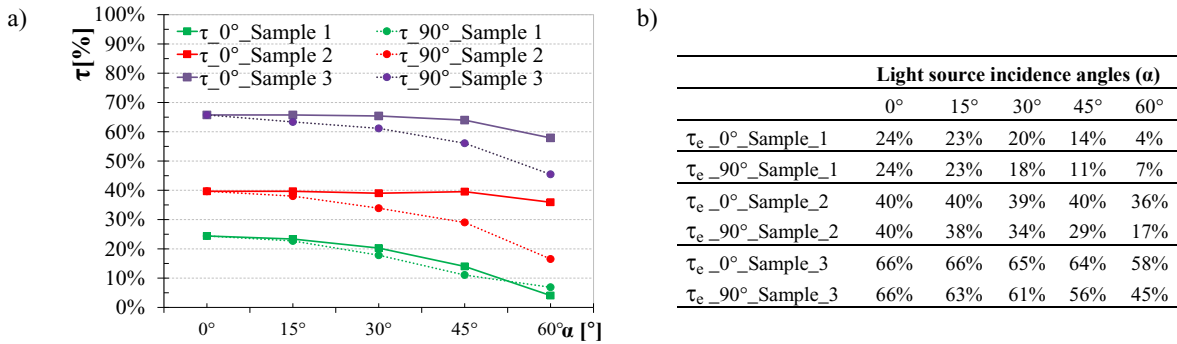 a)
τ[%]
100%
90%
80%
70%
60%
50%
40%
30%
20%
10%
0%
τ_0°_Sample 1
τ_90°_Sample 1
τ_0°_Sample 2
τ_90°_Sample 2
τ_0°_Sample 3
τ_90°_Sample 3
0° 15° 30° 45° 60° α [°]
b)
Light source incidence angles (α)
0° 15° 30° 45° 60°
τe _0°_Sample_1 24% 23% 20% 14% 4%
τe _90°_Sample_1 24% 23% 18% 11% 7%
τe _0°_Sample_2 40% 40% 39% 40% 36%
τe _90°_Sample_2 40% 38% 34% 29% 17%
τe _0°_Sample_3 66% 66% 65% 64% 58%
τe _90°_Sample_3 66% 63% 61% 56% 45%